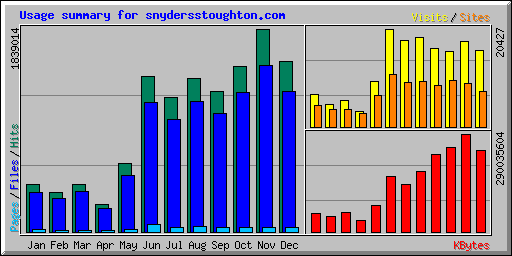 Usage summary for snydersstoughton.com
Visits / Sites
1839014
20427
Pages / Files / Hits
290035604
Jan Feb Mar Apr May Jun Jul Aug Sep Oct Nov Dec
KBytes